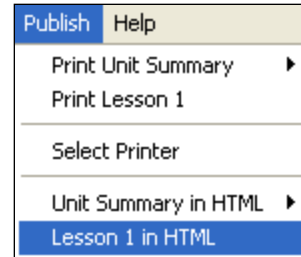 Publish Help
Print Unit Summary
Print Lesson 1
Select Printer
Unit Summary in HTML
Lesson 1 in HTML